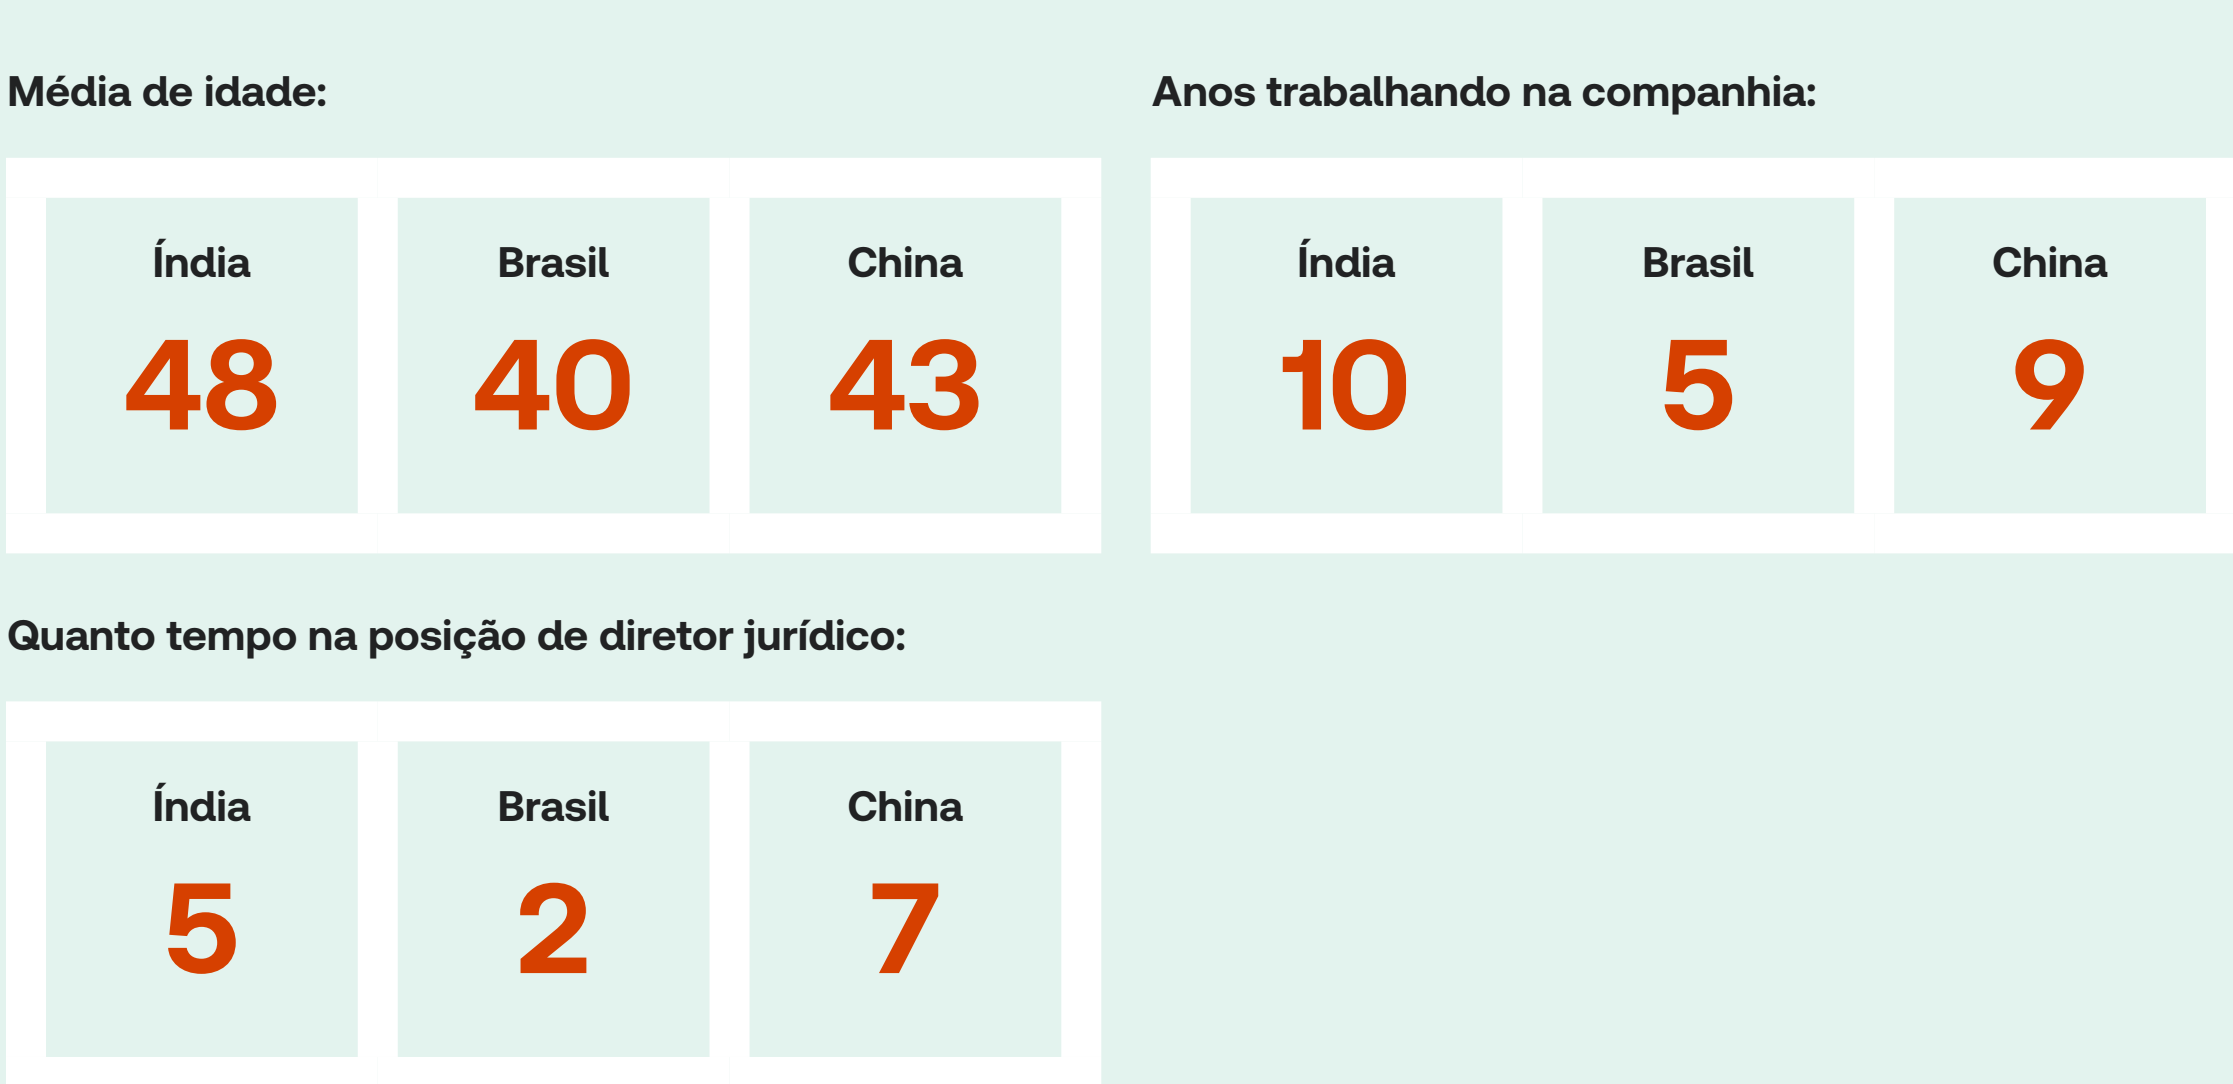 Média de idade:
Índia
48
Brasil
40
China
43
Anos trabalhando na companhia:
Índia
10
Brasil
5
China
9
Quanto tempo na posição de diretor jurídico:
Índia
5
Brasil
2
China
7